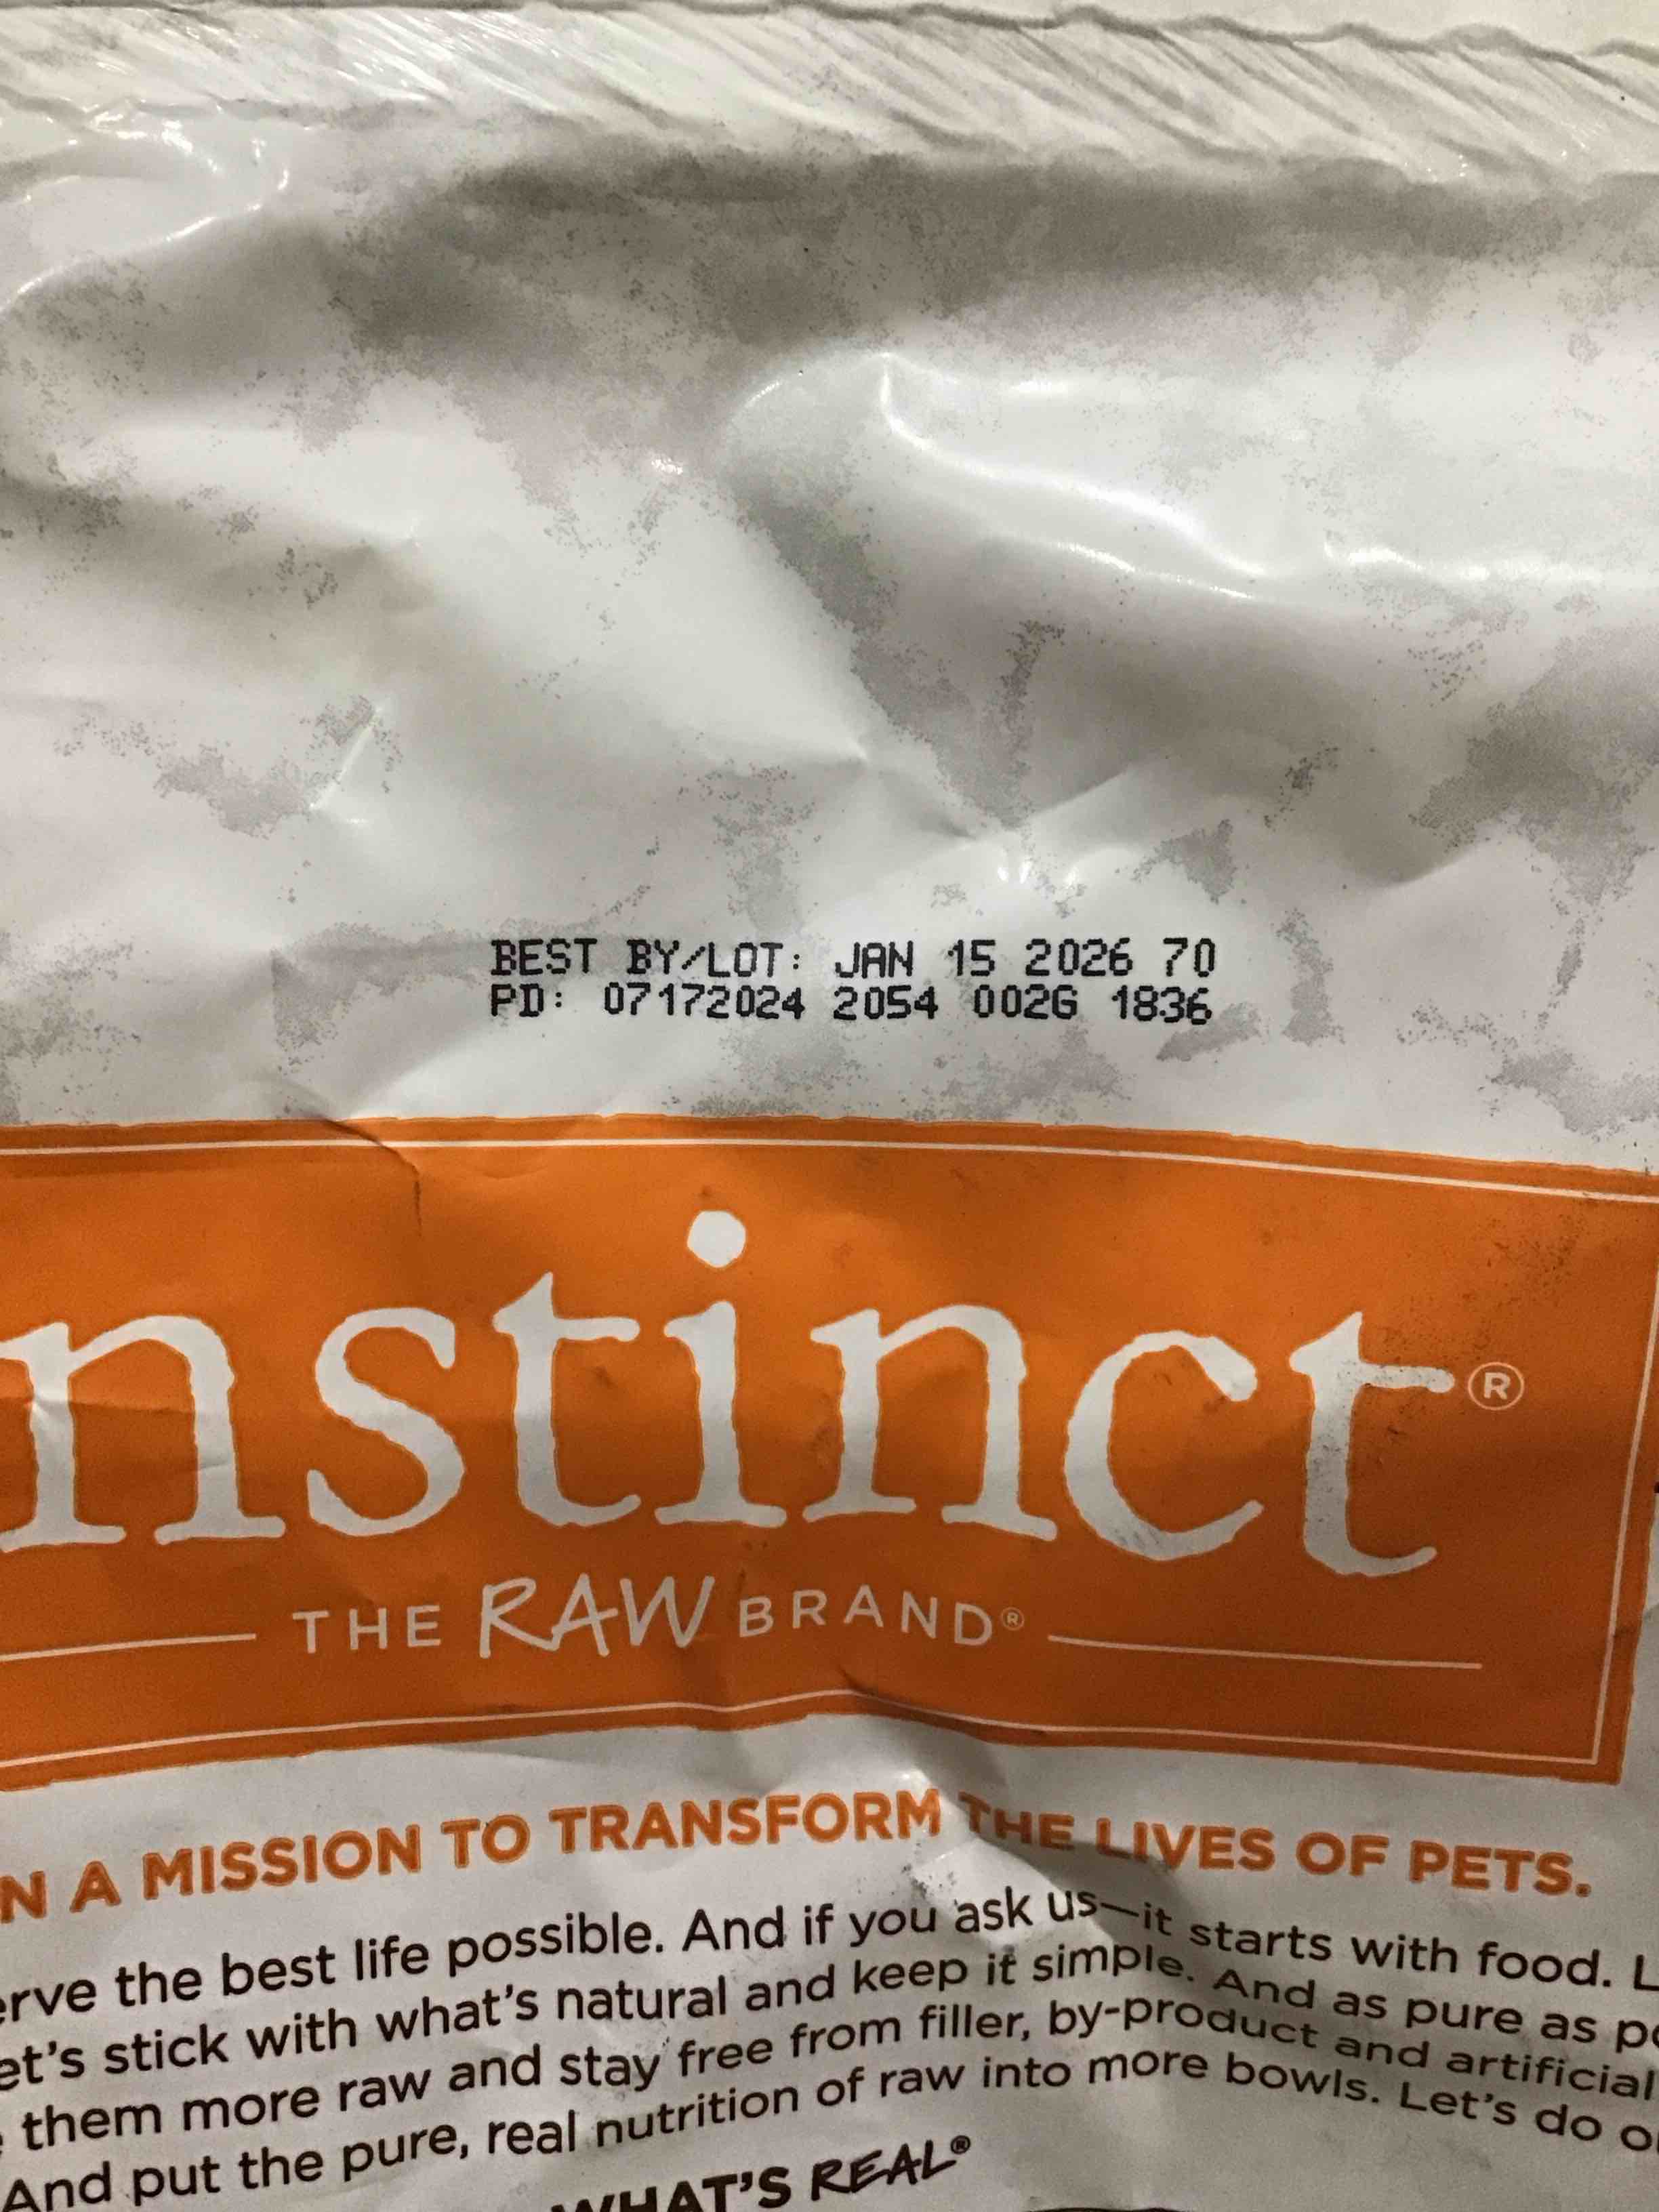 BEST BY/LOT: JAN 15 2026 70
PD: 07172024 2054 002G 1836
nstinct®
THE RAW BRAND®
N A MISSION TO TRANSFORM THE LIVES OF PETS.
erve the best life possible. And if you ask us—it starts with food. L
et's stick with what's natural and keep it simple. And as pure as po
them more raw and stay free from filler, by-product and artificial
And put the pure, real nutrition of raw into more bowls. Let's do o
WHAT'S REAL®